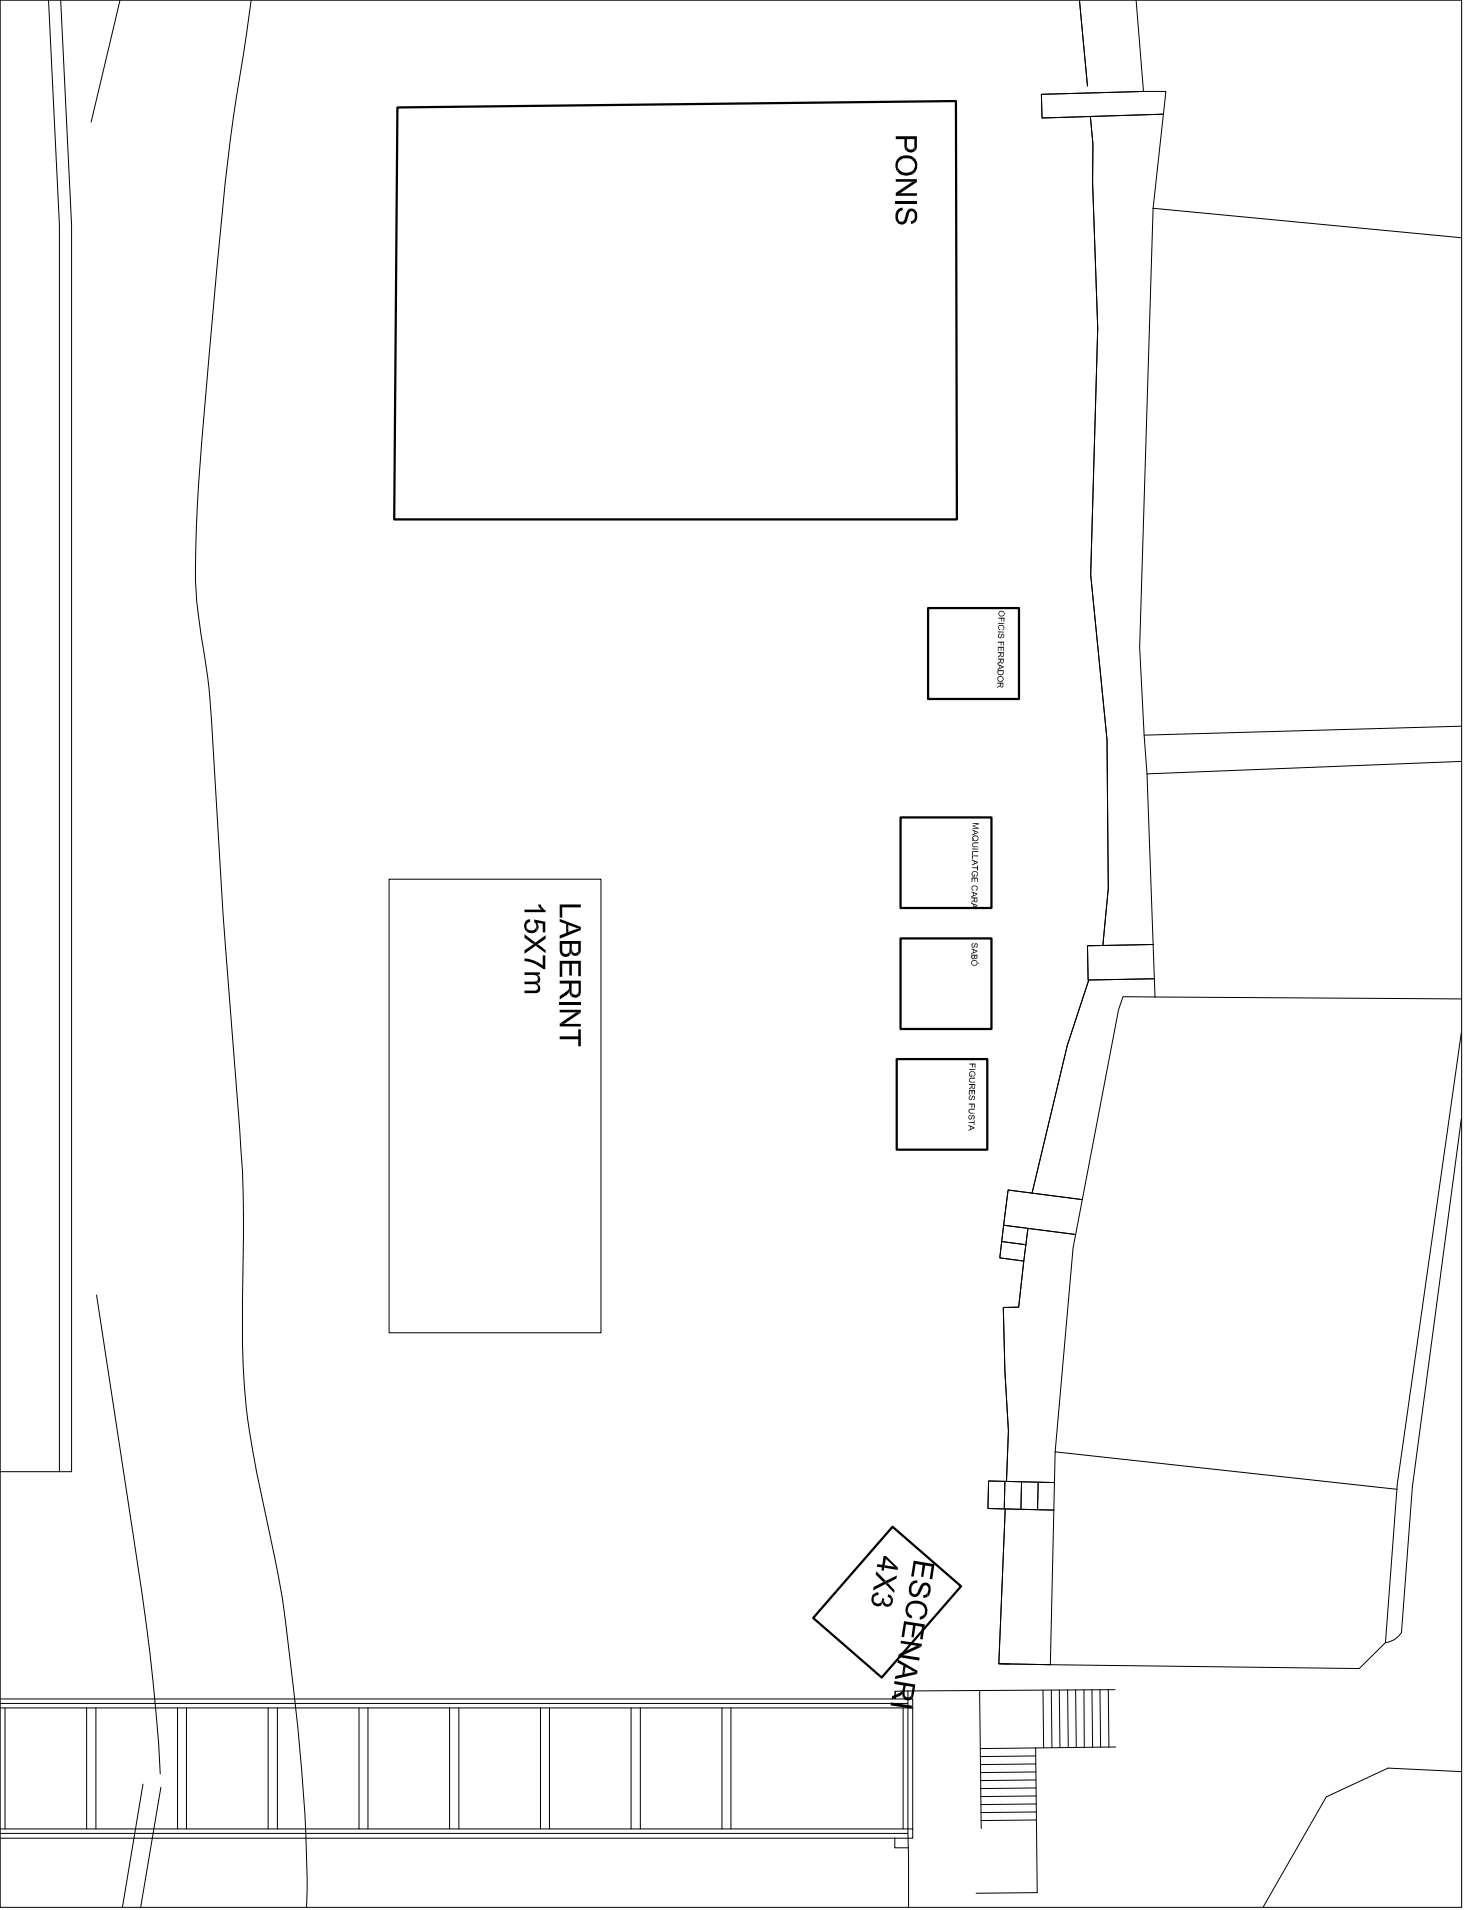 PONIS
OFICIS FERRADOR
MAQUILLATGE CARA
SABÓ
FIGURES FUSTA
LABERINT
15X7m
ESCENARI
4X3